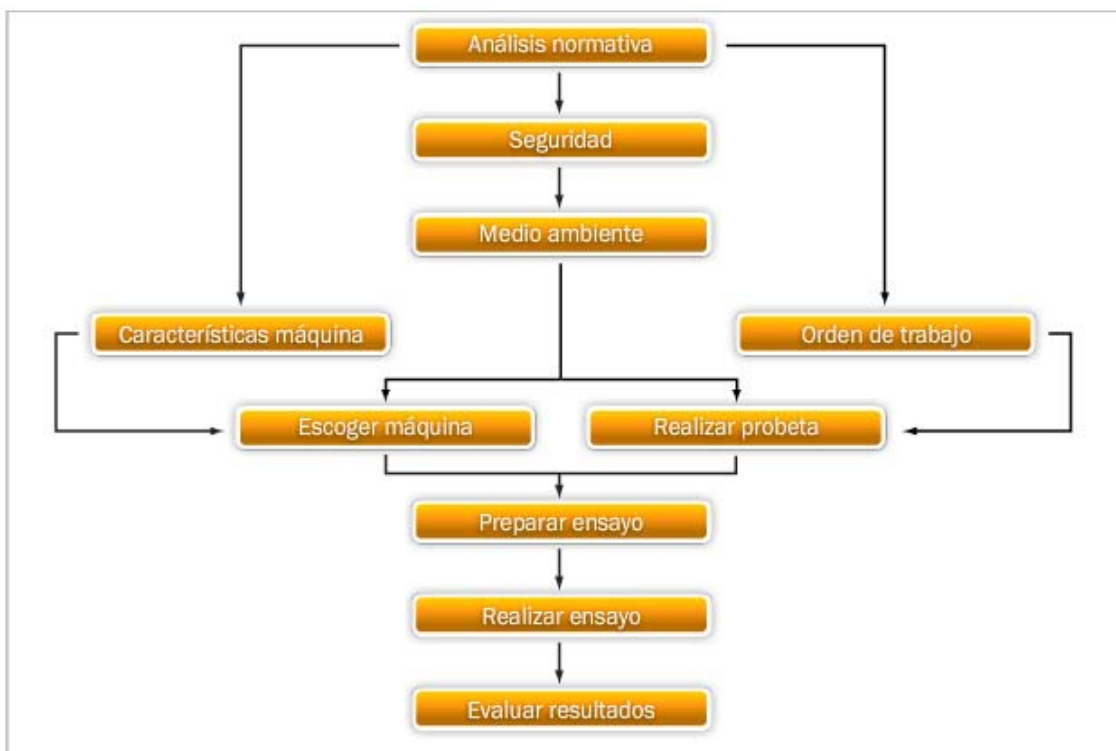 Análisis normativa
Seguridad
Medio ambiente
Características máquina
Orden de trabajo
Escoger máquina
Realizar probeta
Preparar ensayo
Realizar ensayo
Evaluar resultados